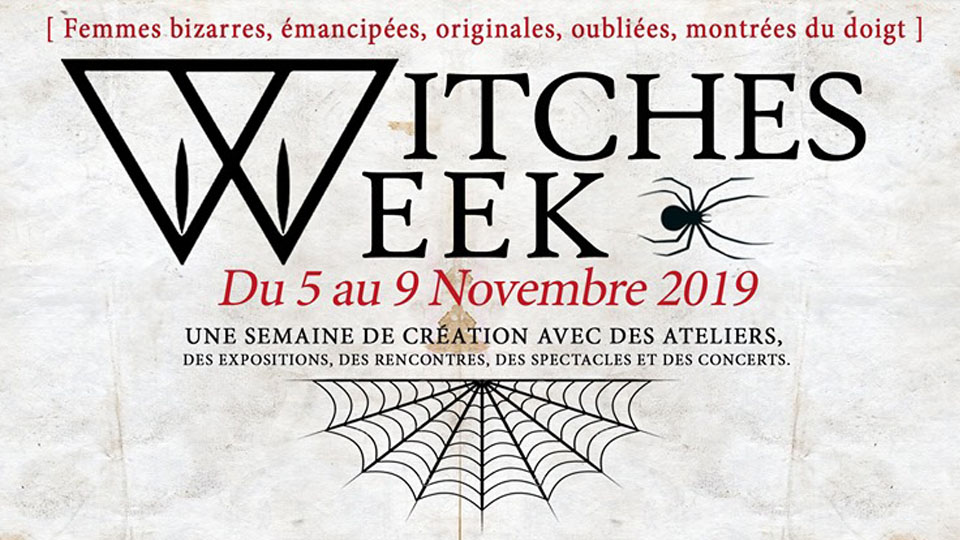 [ Femmes bizarres, émancipées, originales, oubliées, montrées du doigt ]
WITCHES
WEEK
Du 5 au 9 Novembre 2019
UNE SEMAINE DE CRÉATION AVEC DES ATELIERS,
DES EXPOSITIONS, DES RENCONTRES, DES SPECTACLES ET DES CONCERTS.